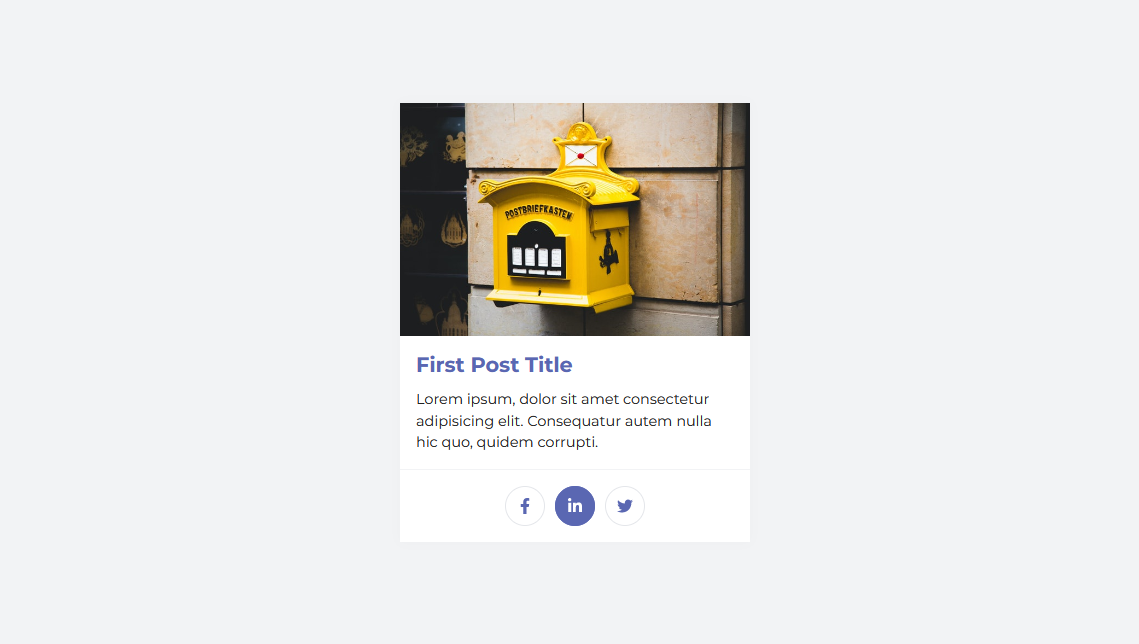 POSTBRIEFKASTEN
First Post Title
Lorem ipsum, dolor sit amet consectetur
adipisicing elit. Consequatur autem nulla
hic quo, quidem corrupti.
f
in